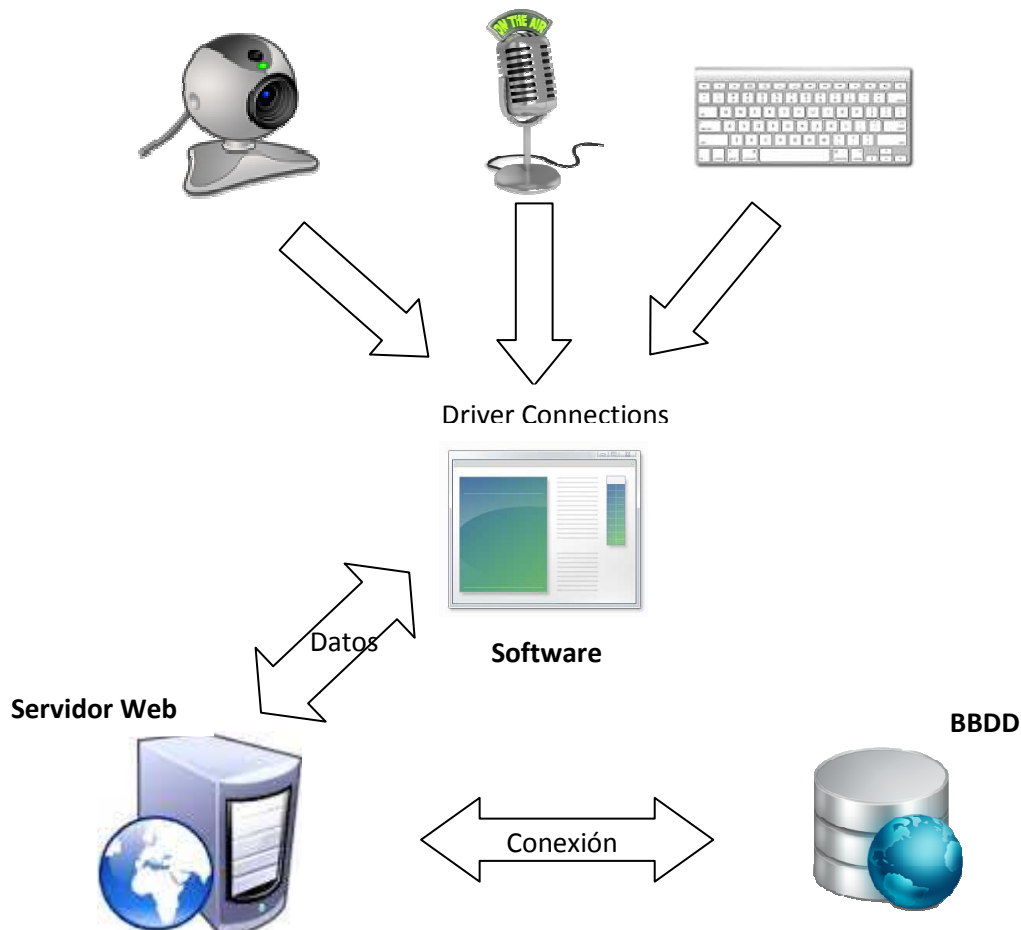 ON THE AIR
Driver Connections
Datos
Software
Servidor Web
BBDD
Conexión